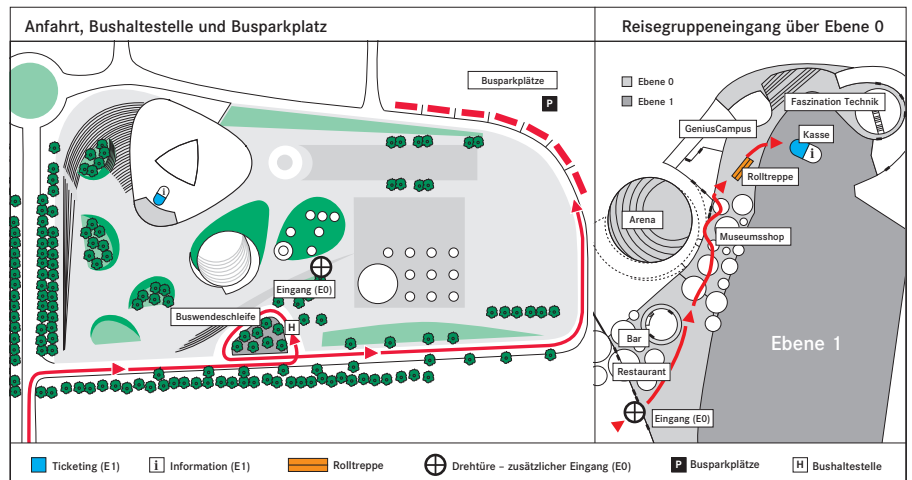 Anfahrt, Bushaltestelle und Busparkplatz
Reisegruppeneingang über Ebene 0
Busparkplätze
P
i
Eingang (E0)
Buswendeschleife
H
Ebene 0
Ebene 1
Faszination Technik
GeniusCampus
Kasse
i
Rolltreppe
Arena
Museumsshop
Bar
Ebene 1
Restaurant
Eingang (E0)
Ticketing (E1)
i Information (E1)
Rolltreppe
Drehtüre – zusätzlicher Eingang (E0)
P Busparkplätze
H Bushaltestelle